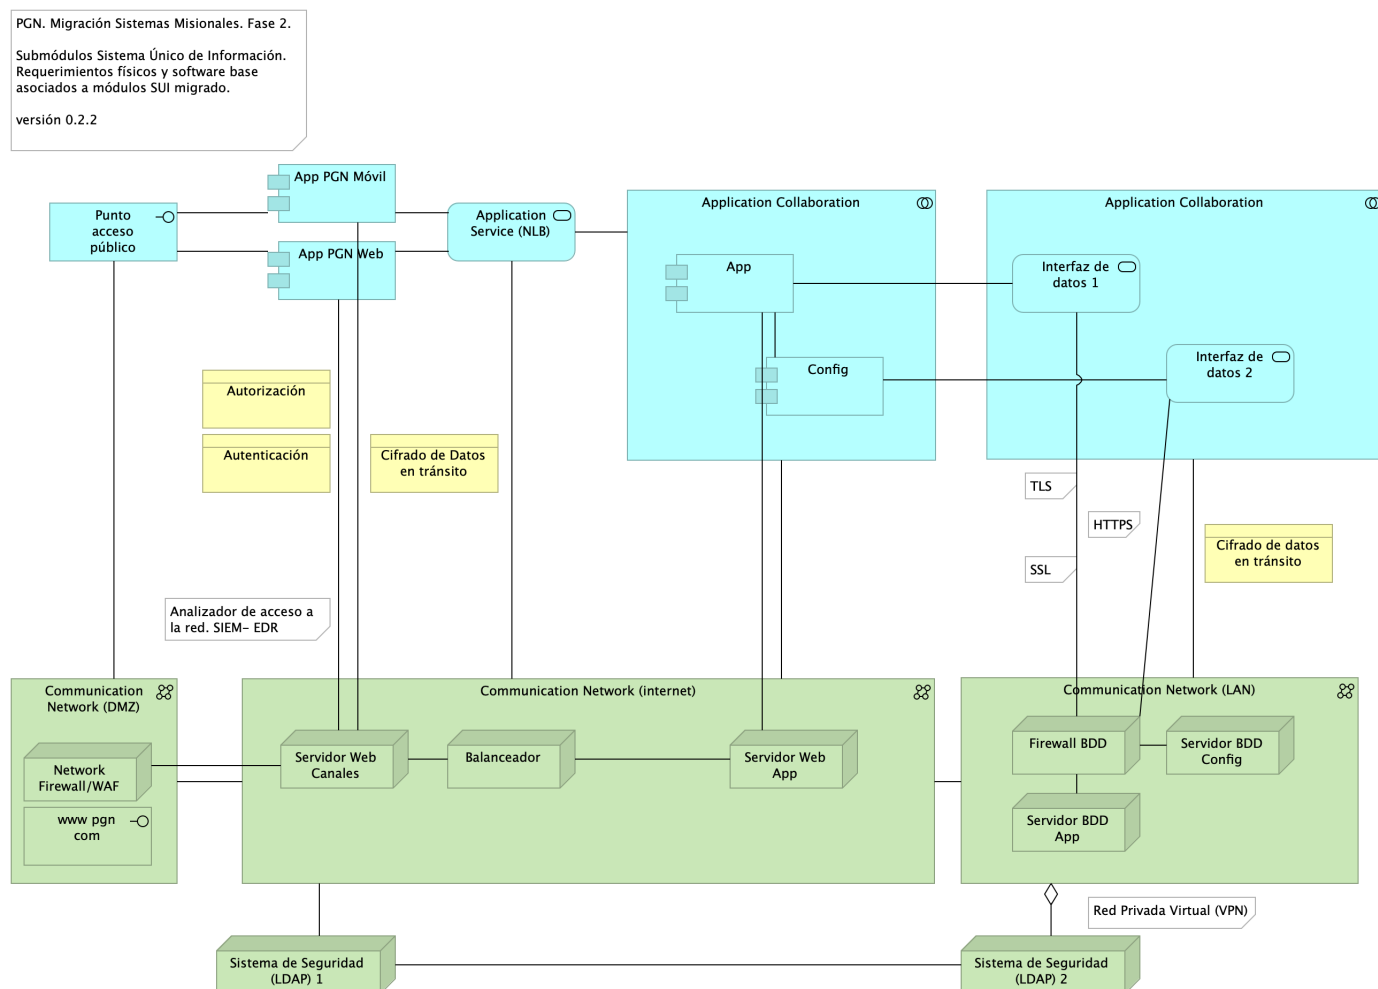 PGN. Migración Sistemas Misionales. Fase 2.
Submódulos Sistema Único de Información.
Requerimientos físicos y software base
asociados a módulos SUI migrado.
versión 0.2.2
Punto
acceso
público
App PGN Móvil
App PGN Web
Application
Service (NLB)
Application Collaboration
App
Config
Application Collaboration
Interfaz de
datos 1
Interfaz de
datos 2
Autorización
Autenticación
Cifrado de Datos
en tránsito
TLS
HTTPS
SSL
Cifrado de datos
en tránsito
Analizador de acceso a
la red. SIEM- EDR
Communication
Network (DMZ)
Network
Firewall/WAF
www pgn
com
Communication Network (internet)
Servidor Web
Canales
Balanceador
Servidor Web
App
Communication Network (LAN)
Firewall BDD
Servidor BDD
Config
Servidor BDD
App
Red Privada Virtual (VPN)
Sistema de Seguridad
(LDAP) 1
Sistema de Seguridad
(LDAP) 2